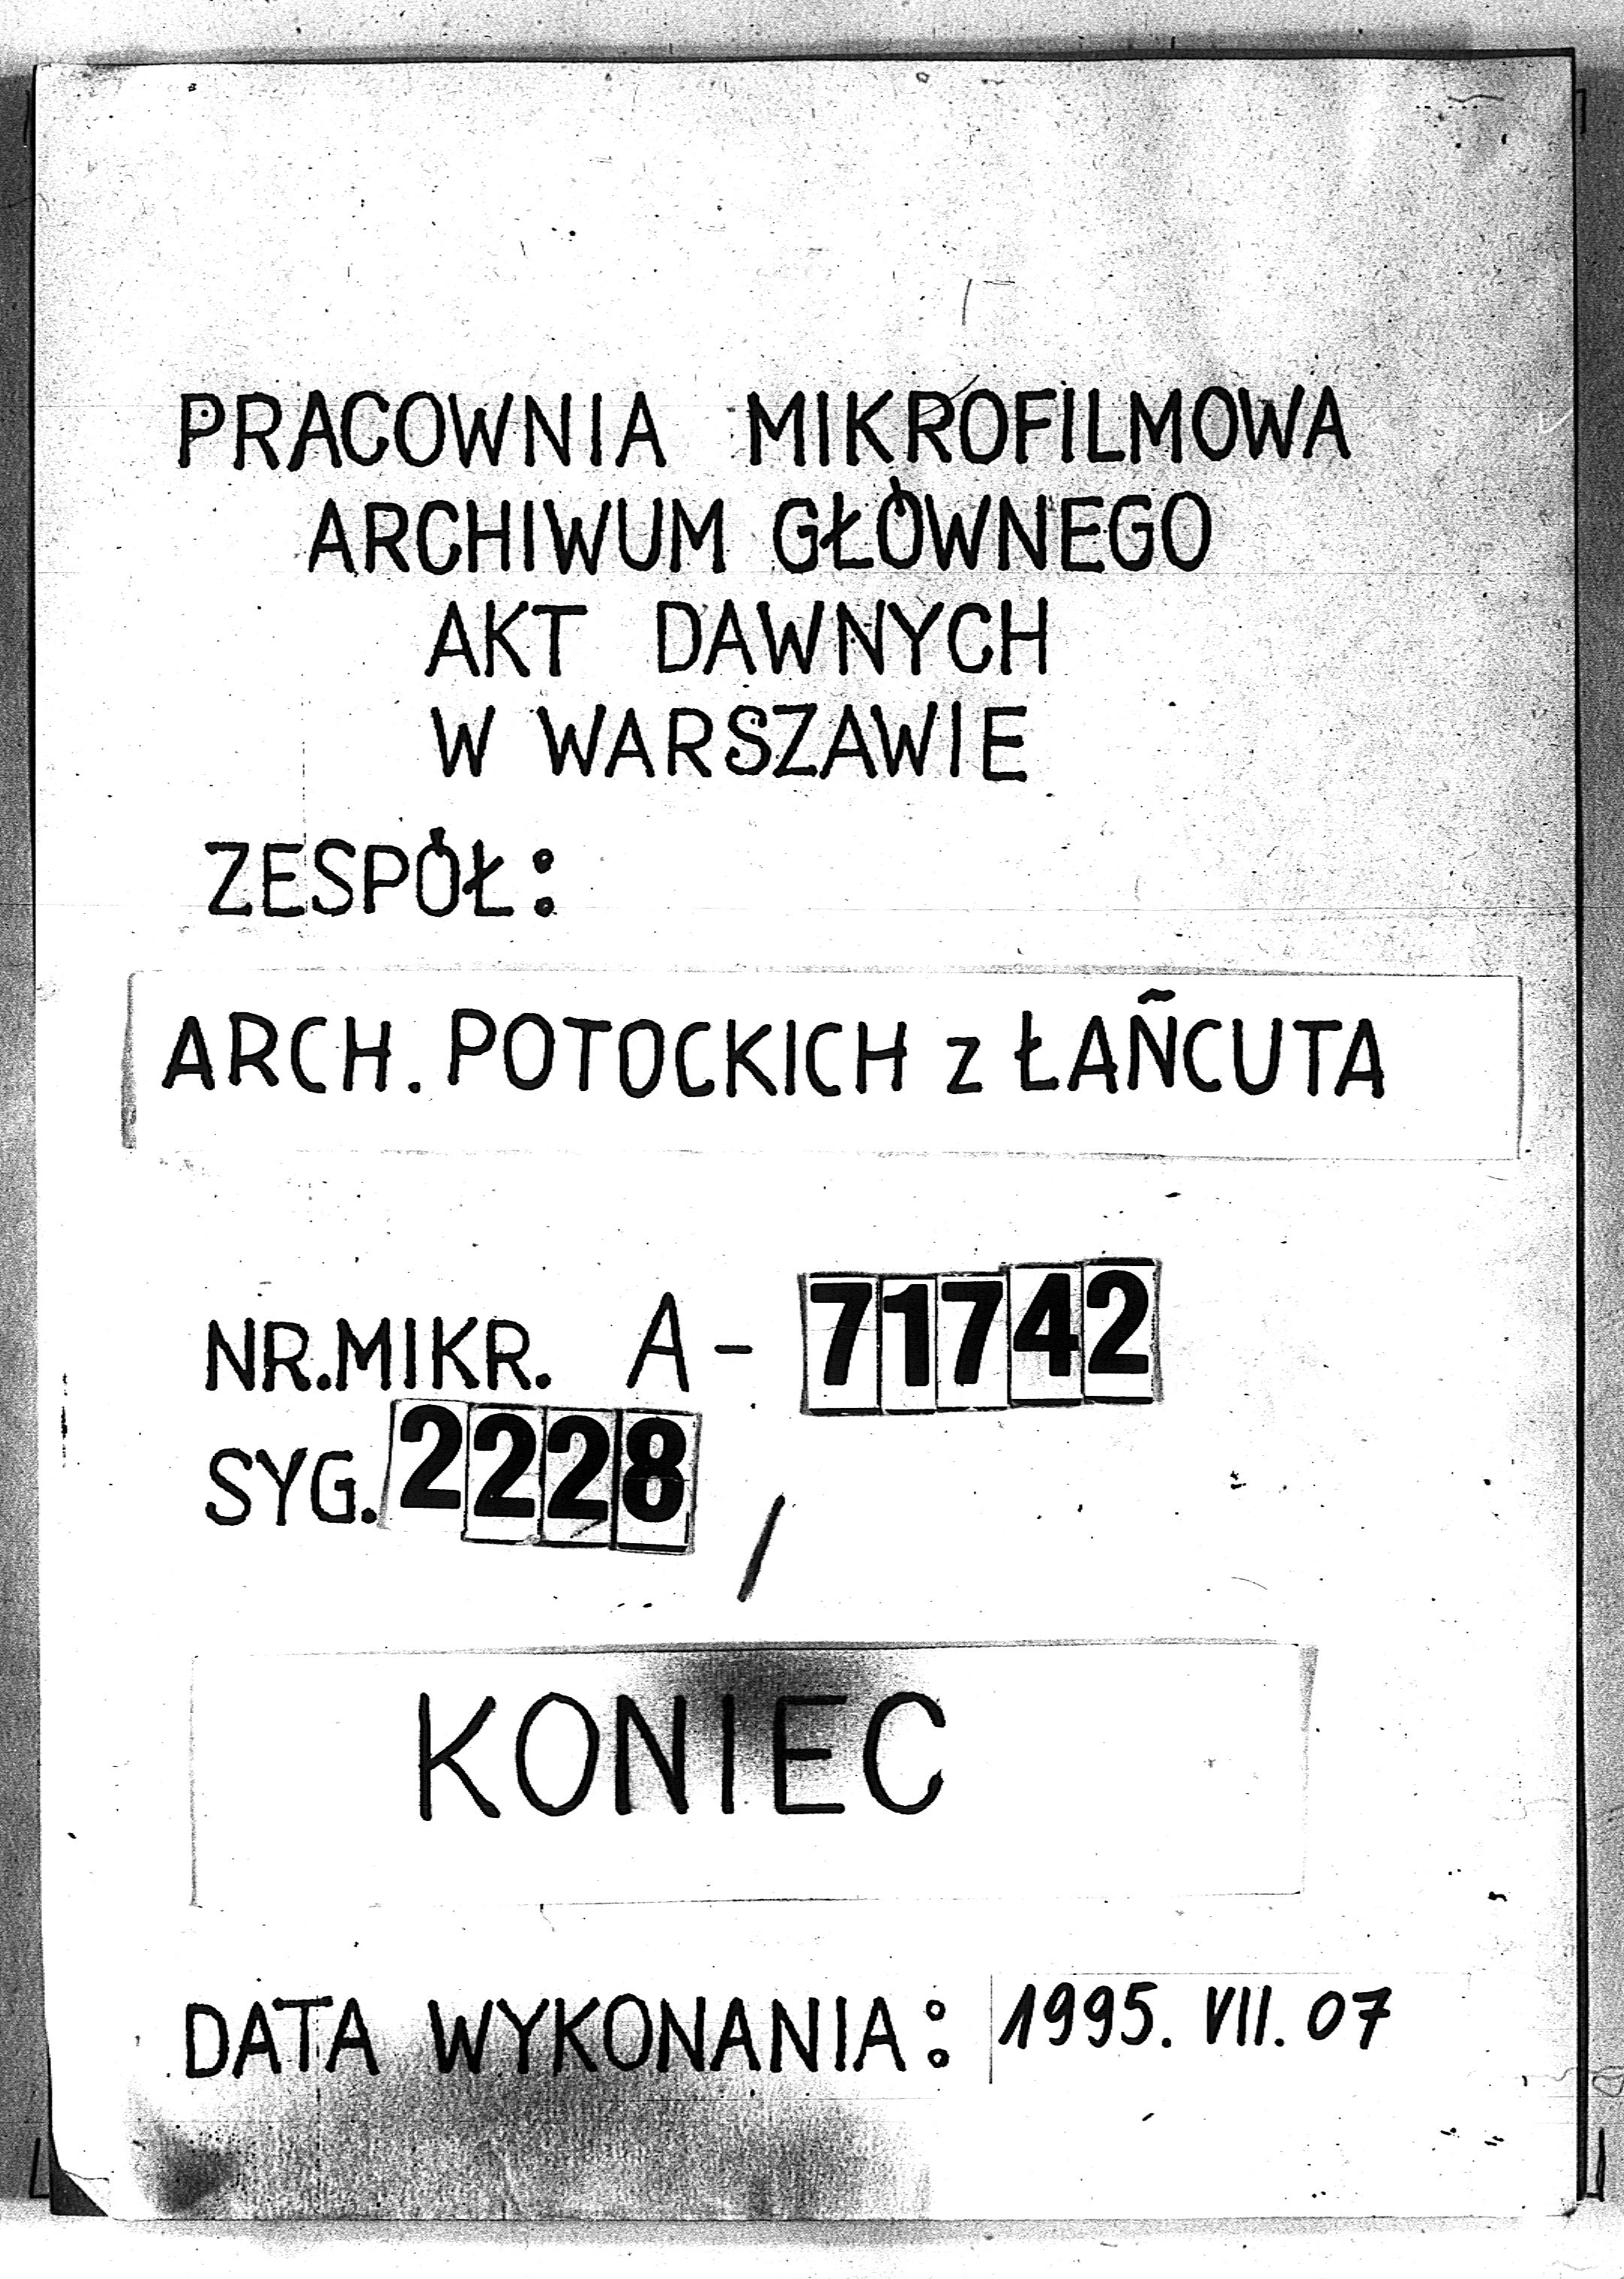 PRACOWNIA MIKROFILMOWA
ARCHIWUM GŁÓWNEGO
AKT DAWNYCH
W WARSZAWIE
ZESPÓŁ:
ARCH. POTOCKICH z ŁAŃCUTA
NR.MIKR. A- 71742
SYG. 2228 /
KONIEC
DATA WYKONANIA: 1995. VII. 07